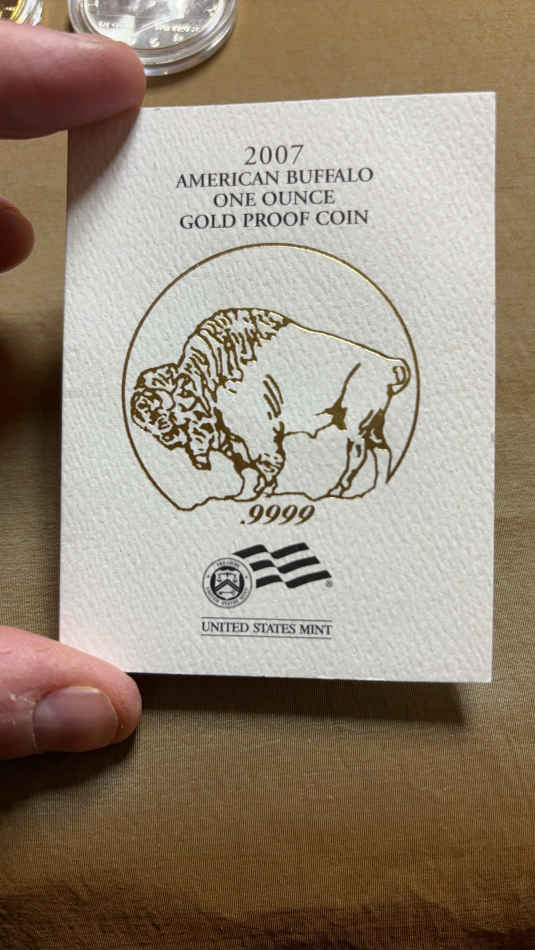 2007
AMERICAN BUFFALO
ONE OUNCE
GOLD PROOF COIN
.9999
®
UNITED STATES MINT